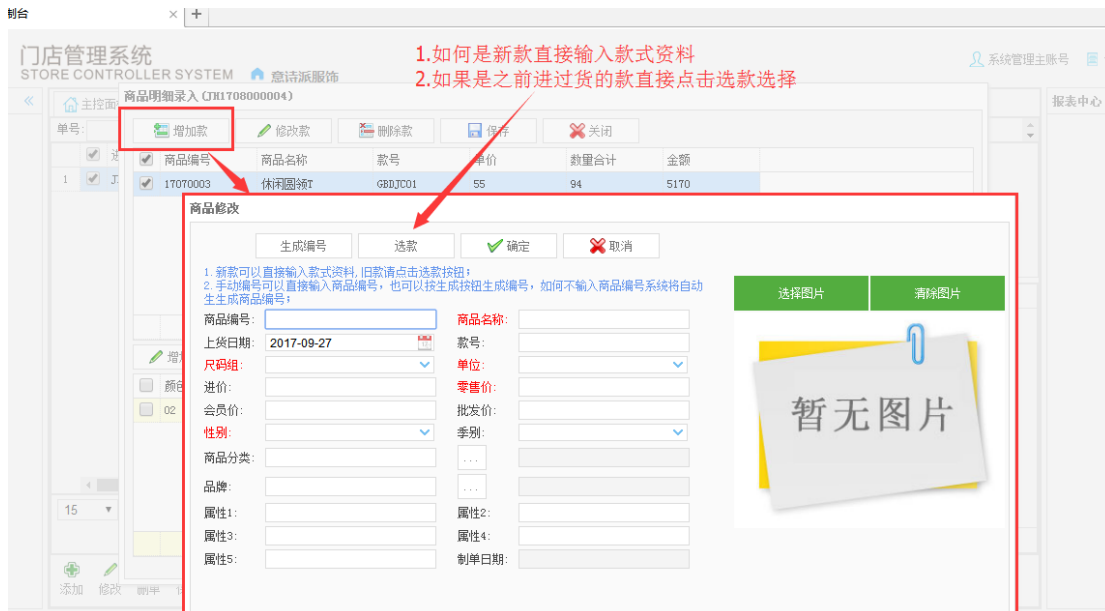 制台
× +
门店管理系统
STORE CONTROLLER SYSTEM 意诗派服饰
1.如何是新款直接输入款式资料
2.如果是之前进过货的款直接点击选款选择
系统管理主账号
主控面
商品明细录入(JH1708000004)
报表中心
单号:
增加款 修改款 删除款 保存 关闭
商品编号 商品名称 款号 单价 数量合计 金额
1 17070003 休闲圆领T GBDJC01 55 94 5170
商品修改
生成编号 选款 确定 取消
1.新款可以直接输入款式资料,旧款请点击选款按钮;
2.手动编号可以直接输入商品编号,也可以按生成按钮生成编号,如何不输入商品编号系统将自动
生生成商品编号;
选择图片 清除图片
商品编号: 商品名称:
上货日期: 2017-09-27 款号:
尺码组: 单位:
进价: 零售价:
会员价: 批发价:
性别: 季别:
商品分类: ...
品牌: ...
属性1: 属性2:
属性3: 属性4:
属性5: 制单日期:
暂无图片
颜色
02
15
添加 修改 删单